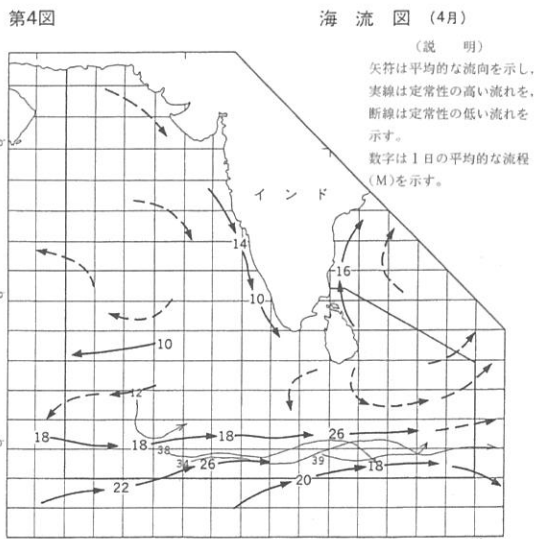 第4図
海 流 図 (4月)
(説 明)
矢符は平均的な流向を示し,
実線は定常性の高い流れを,
断線は定常性の低い流れを
示す。
数字は1日の平均的な流程
(M)を示す。
インド
14
16
10
10
12
18
18
18
26
38
34
26
39
18
22
20